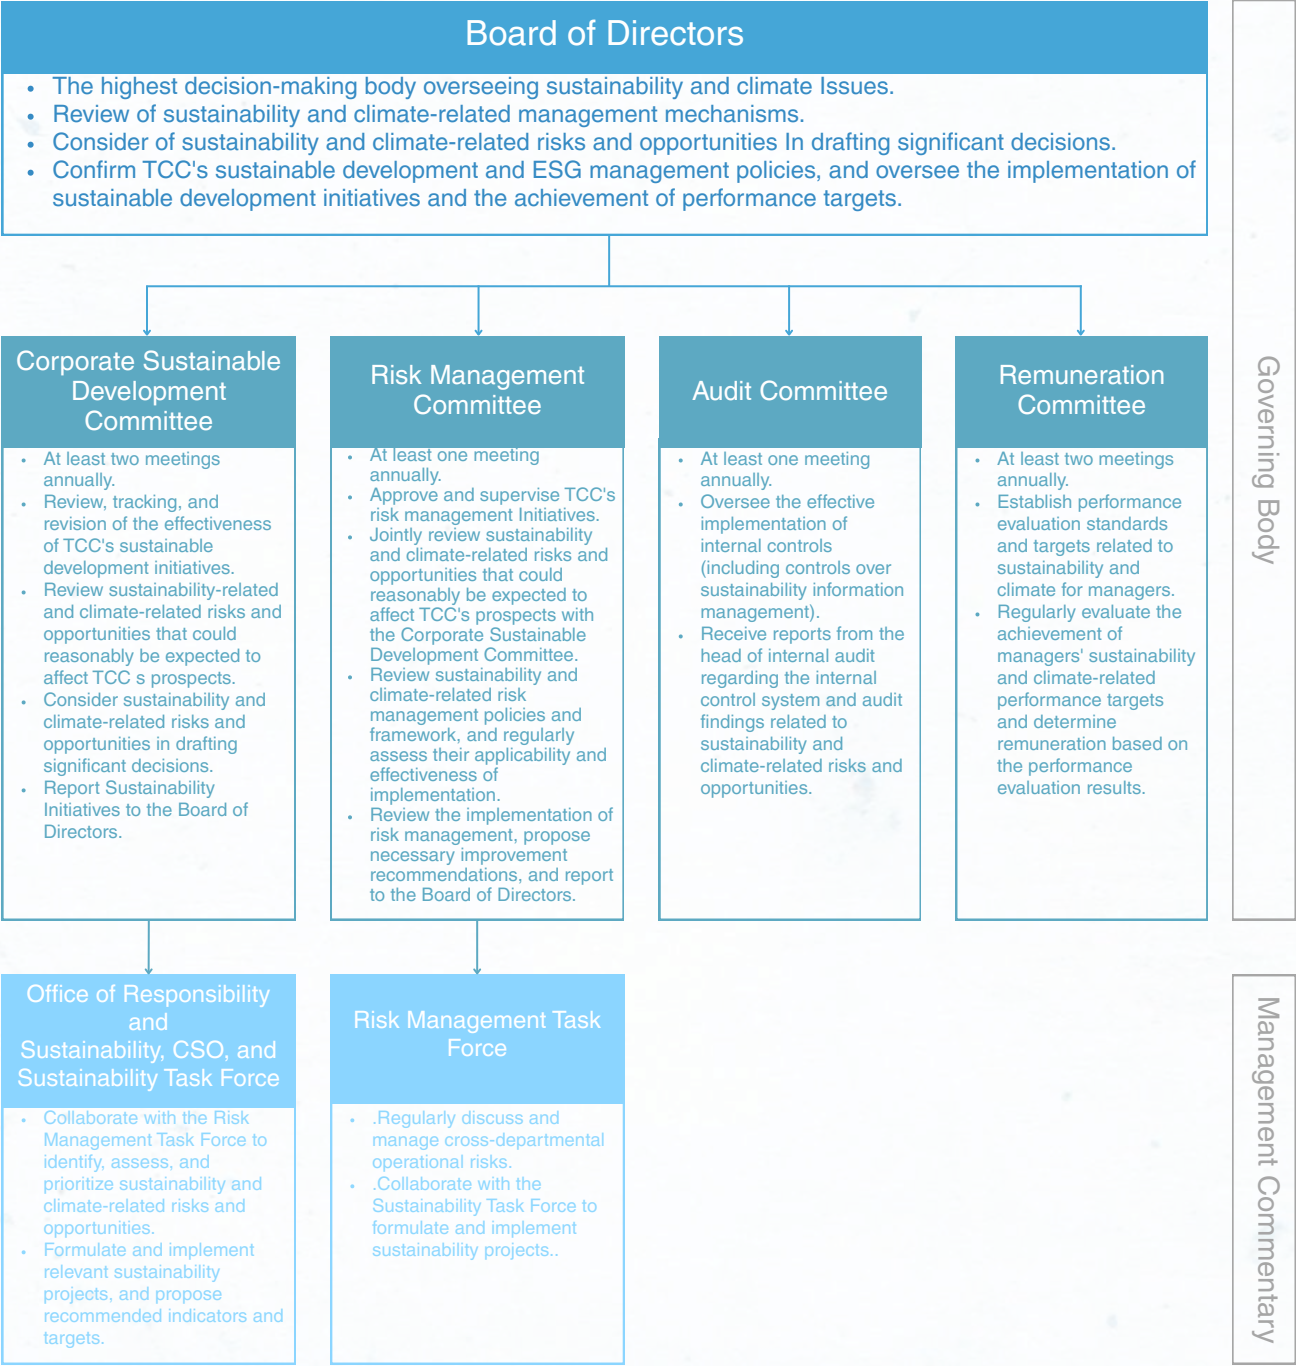 Board of Directors
• The highest decision-making body overseeing sustainability and climate Issues.
• Review of sustainability and climate-related management mechanisms.
• Consider of sustainability and climate-related risks and opportunities In drafting significant decisions.
• Confirm TCC's sustainable development and ESG management policies, and oversee the implementation of
sustainable development initiatives and the achievement of performance targets.
Corporate Sustainable
Development
Committee
• At least two meetings
annually.
• Review, tracking, and
revision of the effectiveness
of TCC's sustainable
development initiatives.
• Review sustainability-related
and climate-related risks and
opportunities that could
reasonably be expected to
affect TCC s prospects.
• Consider sustainability and
climate-related risks and
opportunities in drafting
significant decisions.
• Report Sustainability
Initiatives to the Board of
Directors.
Risk Management
Committee
• At least one meeting
annually.
• Approve and supervise TCC's
risk management Initiatives.
• Jointly review sustainability
and climate-related risks and
opportunities that could
reasonably be expected to
affect TCC's prospects with
the Corporate Sustainable
Development Committee.
• Review sustainability and
climate-related risk
management policies and
framework, and regularly
assess their applicability and
effectiveness of
implementation.
• Review the implementation of
risk management, propose
necessary improvement
recommendations, and report
to the Board of Directors.
Audit Committee
• At least one meeting
annually.
• Oversee the effective
implementation of
internal controls
(including controls over
sustainability information
management).
• Receive reports from the
head of internal audit
regarding the internal
control system and audit
findings related to
sustainability and
climate-related risks and
opportunities.
Remuneration
Committee
• At least two meetings
annually.
• Establish performance
evaluation standards
and targets related to
sustainability and
climate for managers.
• Regularly evaluate the
achievement of
managers' sustainability
and climate-related
performance targets
and determine
remuneration based on
the performance
evaluation results.
Governing Body
Office of Responsibility
and
Sustainability, CSO, and
Sustainability Task Force
• Collaborate with the Risk
Management Task Force to
identify, assess, and
prioritize sustainability and
climate-related risks and
opportunities.
• Formulate and implement
relevant sustainability
projects, and propose
recommended indicators and
targets.
Risk Management Task
Force
• .Regularly discuss and
manage cross-departmental
operational risks.
• .Collaborate with the
Sustainability Task Force to
formulate and implement
sustainability projects..
Management Commentary